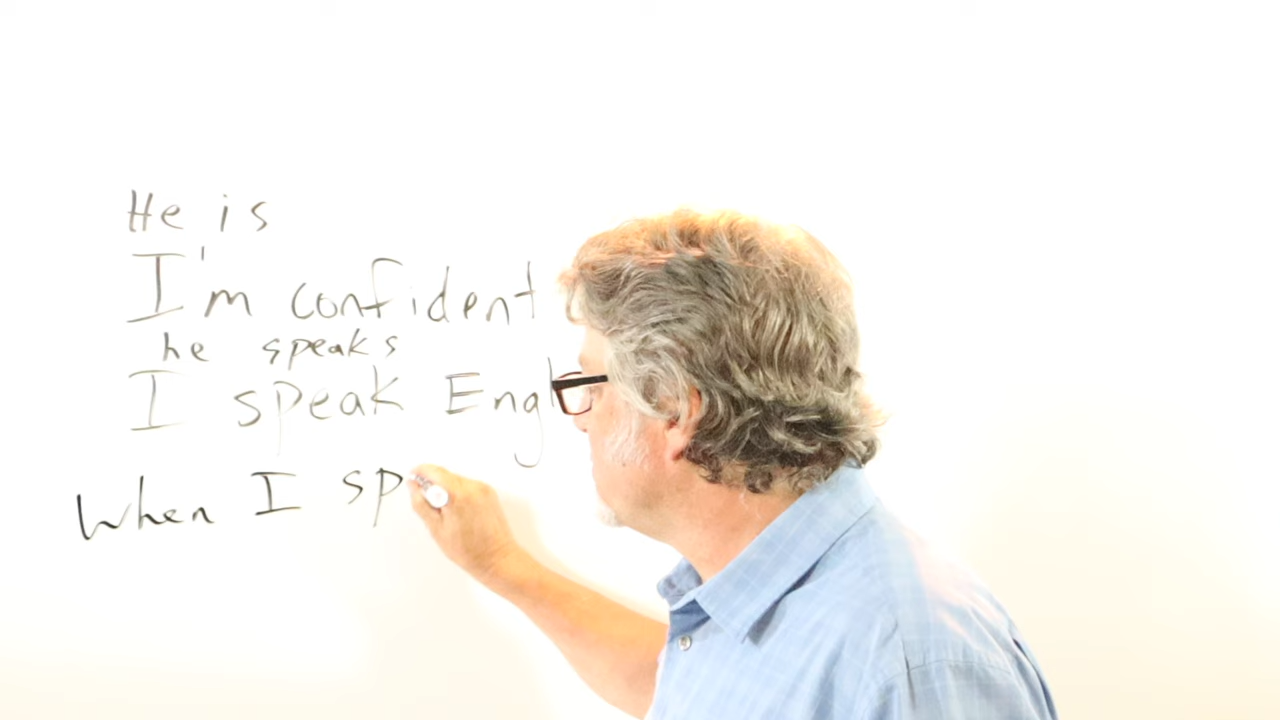 He is
I'm confident
he speaks
I speak Engl
When I sp